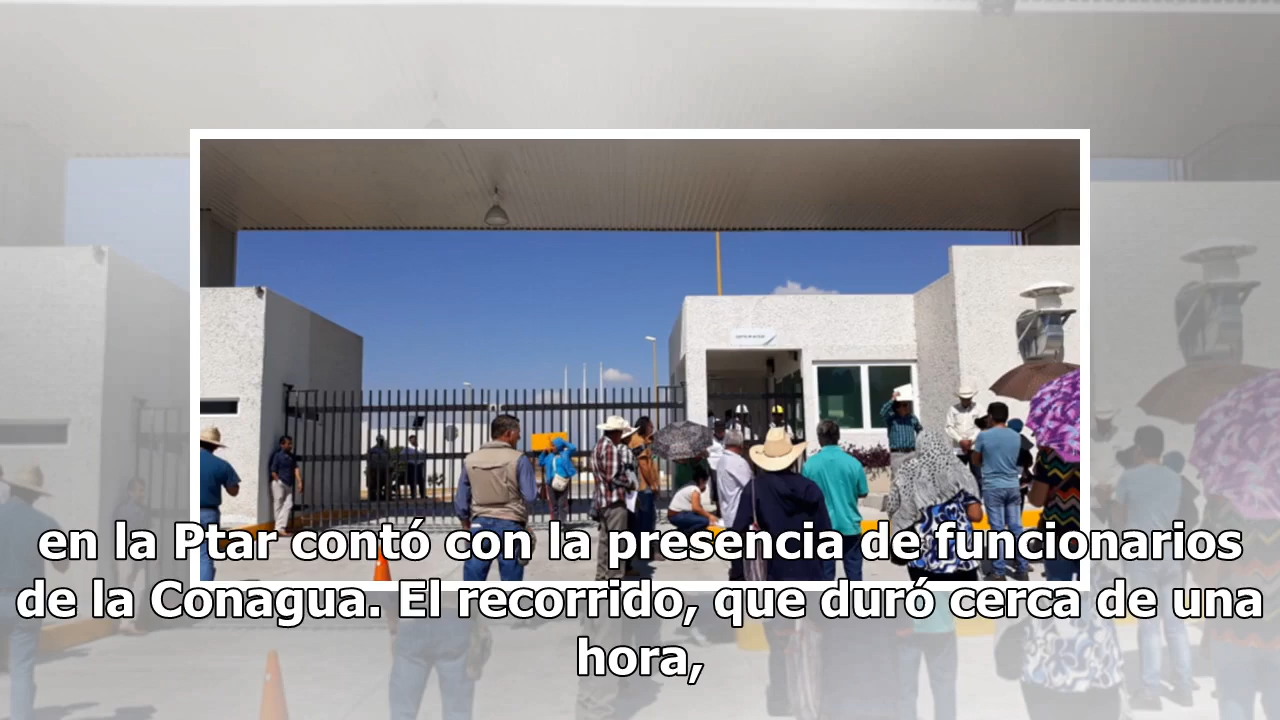 en la Ptar contó con la presencia de funcionarios
de la Conagua. El recorrido, que duró cerca de una
hora,